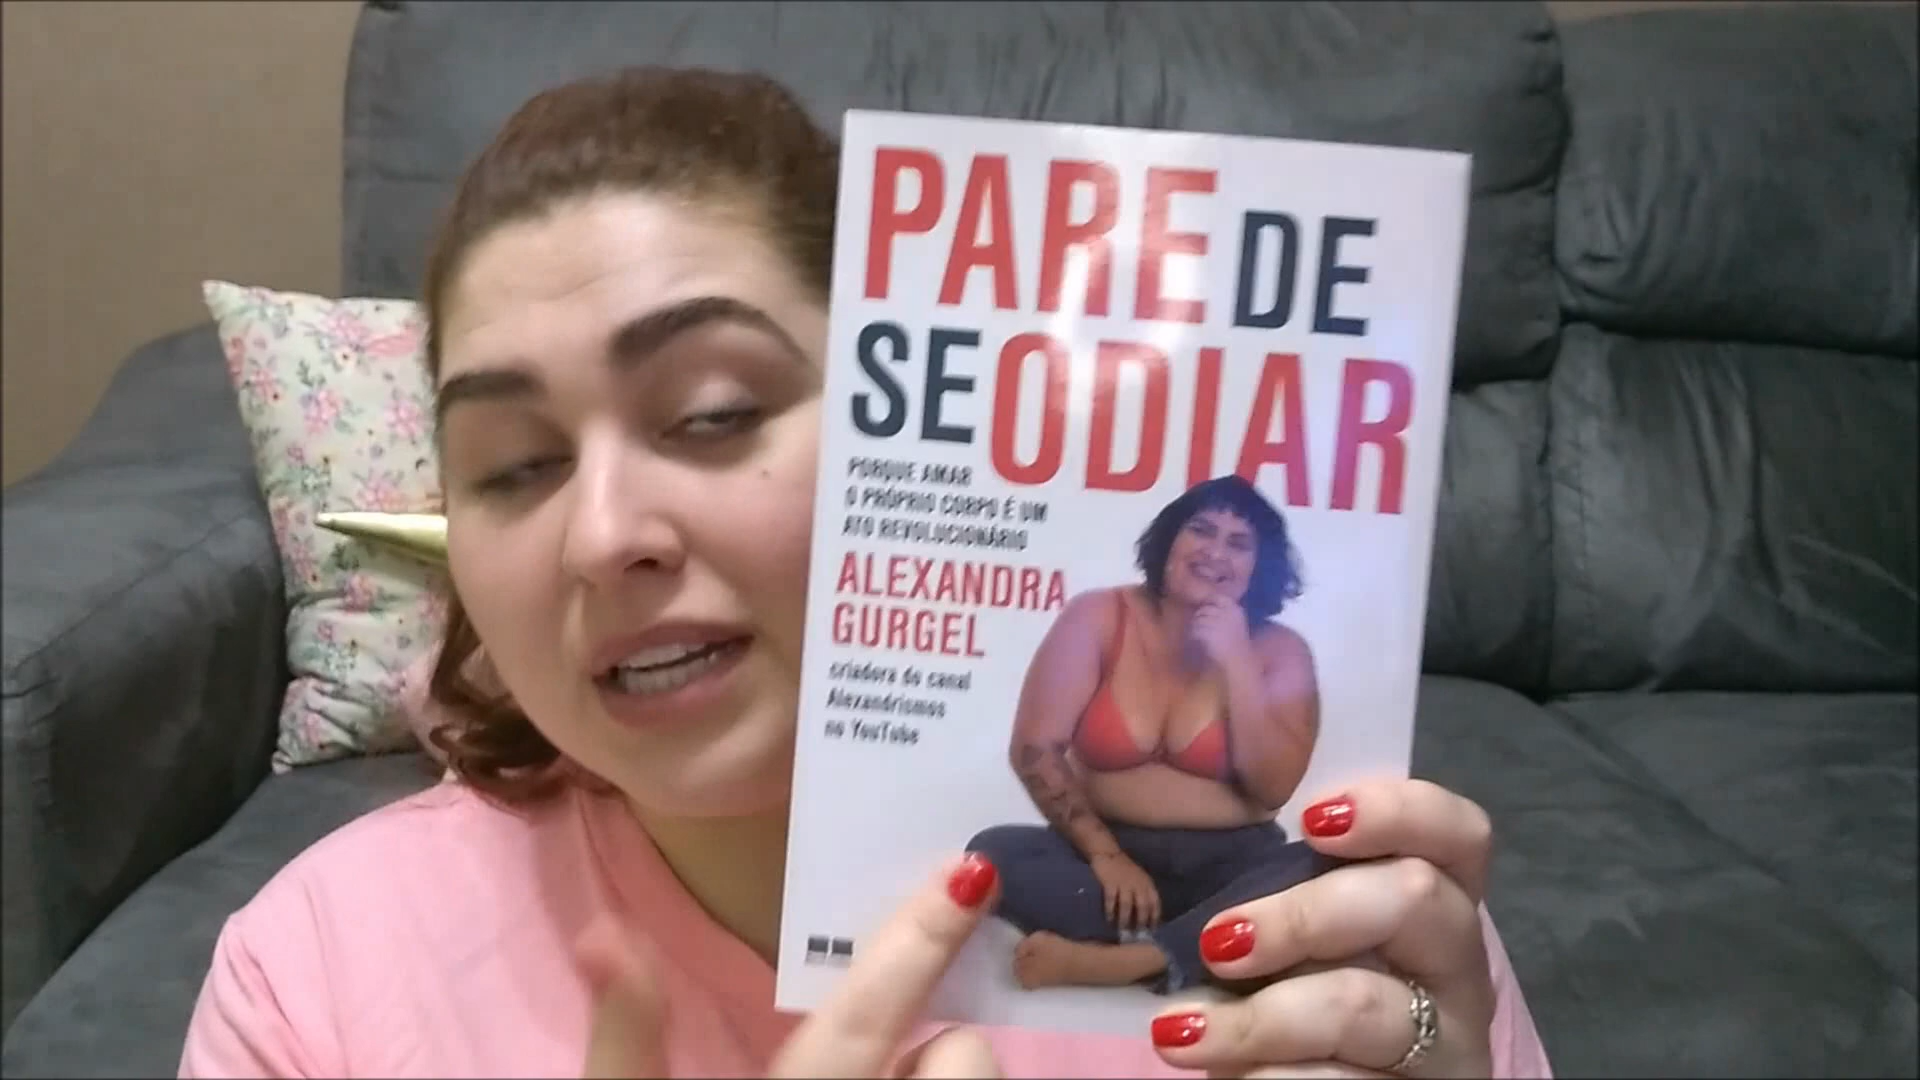 PARE DE
SE ODIAR
PORQUE AMAR
O PRÓPRIO CORPO É UM
ATO REVOLUCIONÁRIO
ALEXANDRA
GURGEL
criadora do canal
Alexandrismos
no YouTube